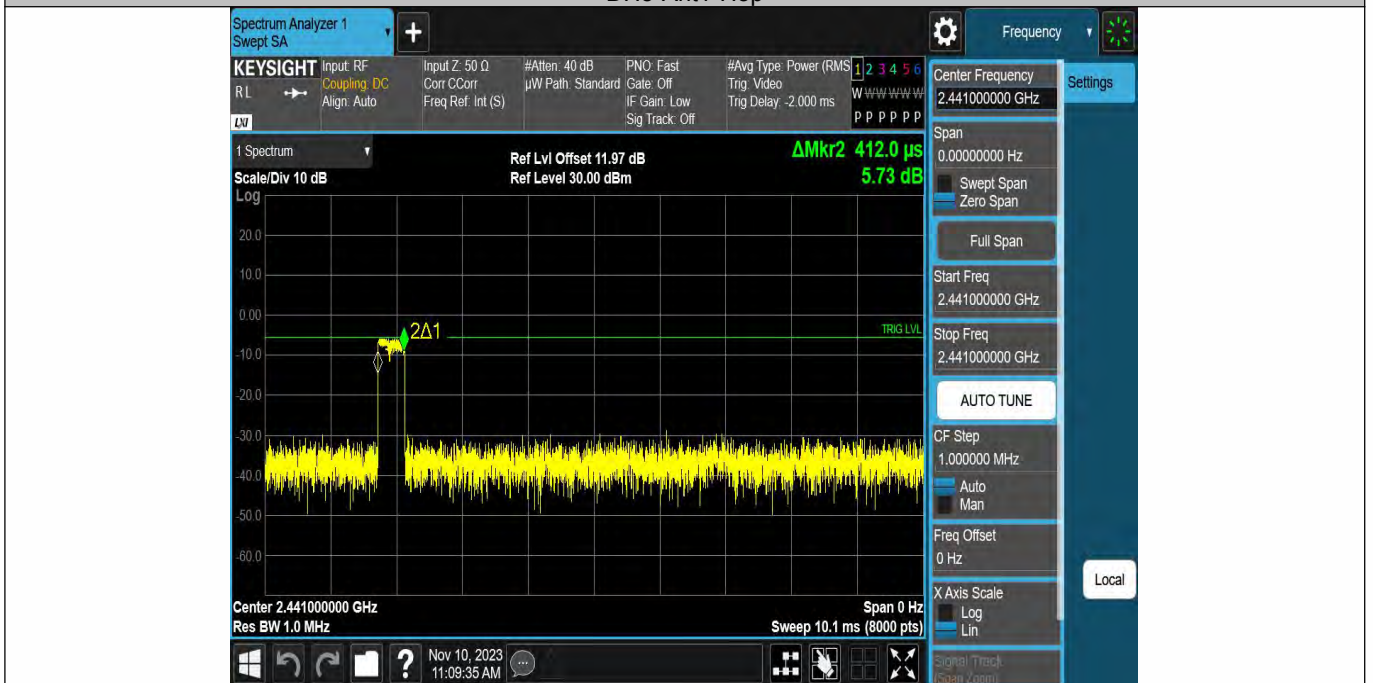 Spectrum Analyzer 1
Swept SA
+
Frequency
KEYSIGHT
RL
LXI
Input: RF
Coupling: DC
Align: Auto
Input Z: 50 Ω
Corr CCorr
Freq Ref: Int (S)
#Atten: 40 dB
µW Path: Standard
PNO: Fast
Gate: Off
IF Gain: Low
Sig Track: Off
#Avg Type: Power (RMS
Trig: Video
Trig Delay: -2.000 ms
1 2 3 4 5 6
W W W W W W
P P P P P P
Center Frequency
2.441000000 GHz
Settings
1 Spectrum
Scale/Div 10 dB
Ref Lvl Offset 11.97 dB
Ref Level 30.00 dBm
ΔMkr2 412.0 µs
5.73 dB
Span
0.00000000 Hz
Swept Span
Zero Span
Full Span
Start Freq
2.441000000 GHz
Stop Freq
2.441000000 GHz
AUTO TUNE
CF Step
1.000000 MHz
Auto
Man
Freq Offset
0 Hz
X Axis Scale
Log
Lin
Signal Track
(Span Zoom)
Local
Log
20.0
10.0
0.00
-10.0
-20.0
-30.0
-40.0
-50.0
-60.0
2Δ1
TRIG LVL
Center 2.441000000 GHz
Res BW 1.0 MHz
Span 0 Hz
Sweep 10.1 ms (8000 pts)
?
Nov 10, 2023
11:09:35 AM